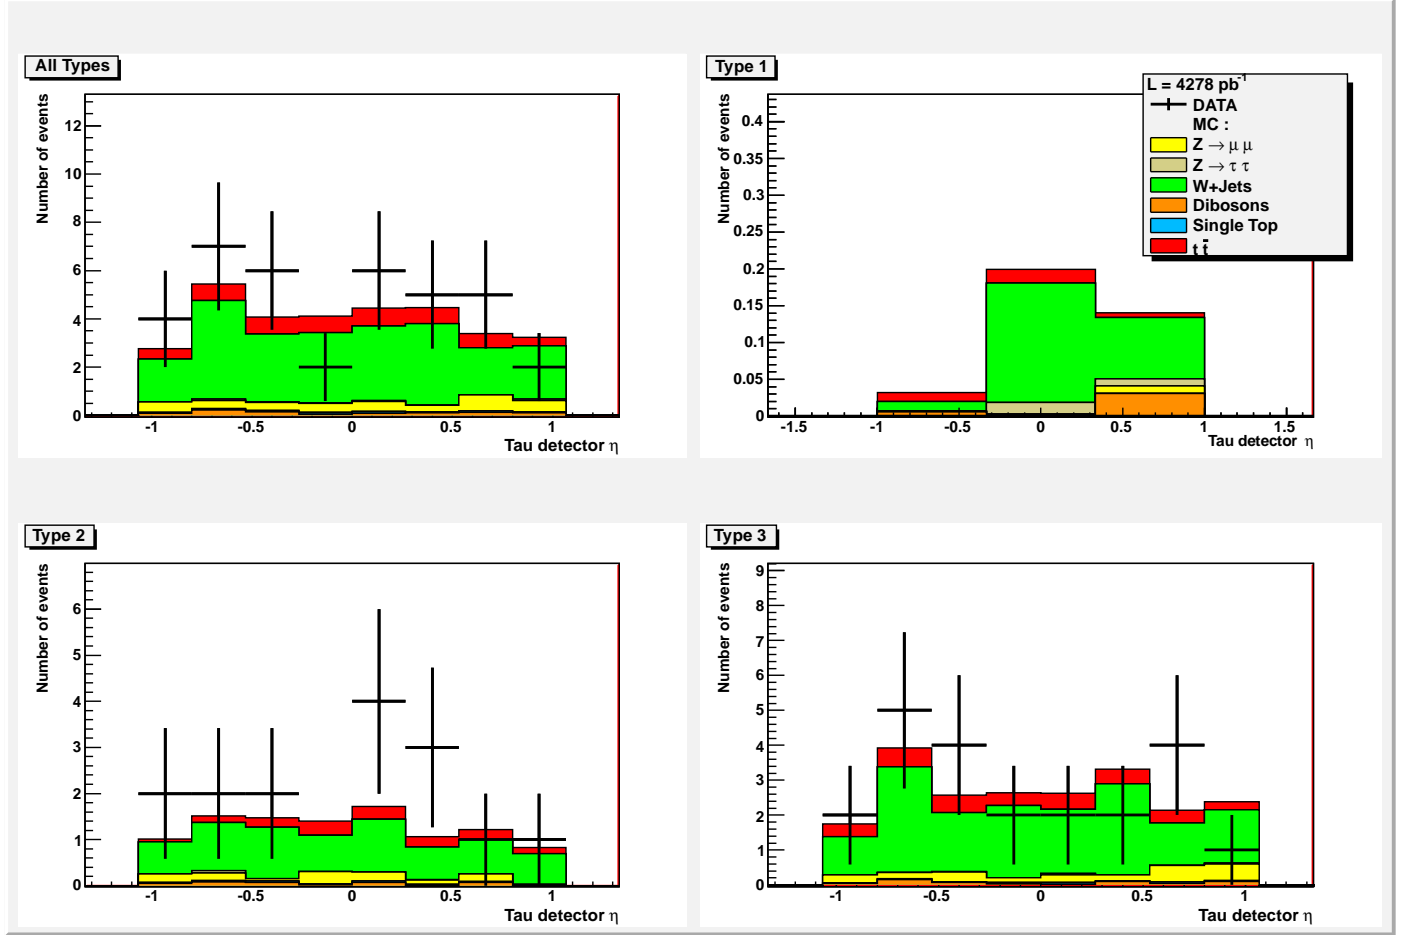 All Types
Number of events
12
10
8
6
4
2
0
-1
-0.5
0
0.5
1
Tau detector η
Type 1
Number of events
0.4
0.35
0.3
0.25
0.2
0.15
0.1
0.05
0
-1.5
-1
-0.5
0
0.5
1
1.5
Tau detector η
L = 4278 pb⁻¹
DATA
MC :
Z → μ μ
Z → τ τ
W+Jets
Dibosons
Single Top
t t̄
Type 2
Number of events
6
5
4
3
2
1
0
-1
-0.5
0
0.5
1
Tau detector η
Type 3
Number of events
9
8
7
6
5
4
3
2
1
0
-1
-0.5
0
0.5
1
Tau detector η